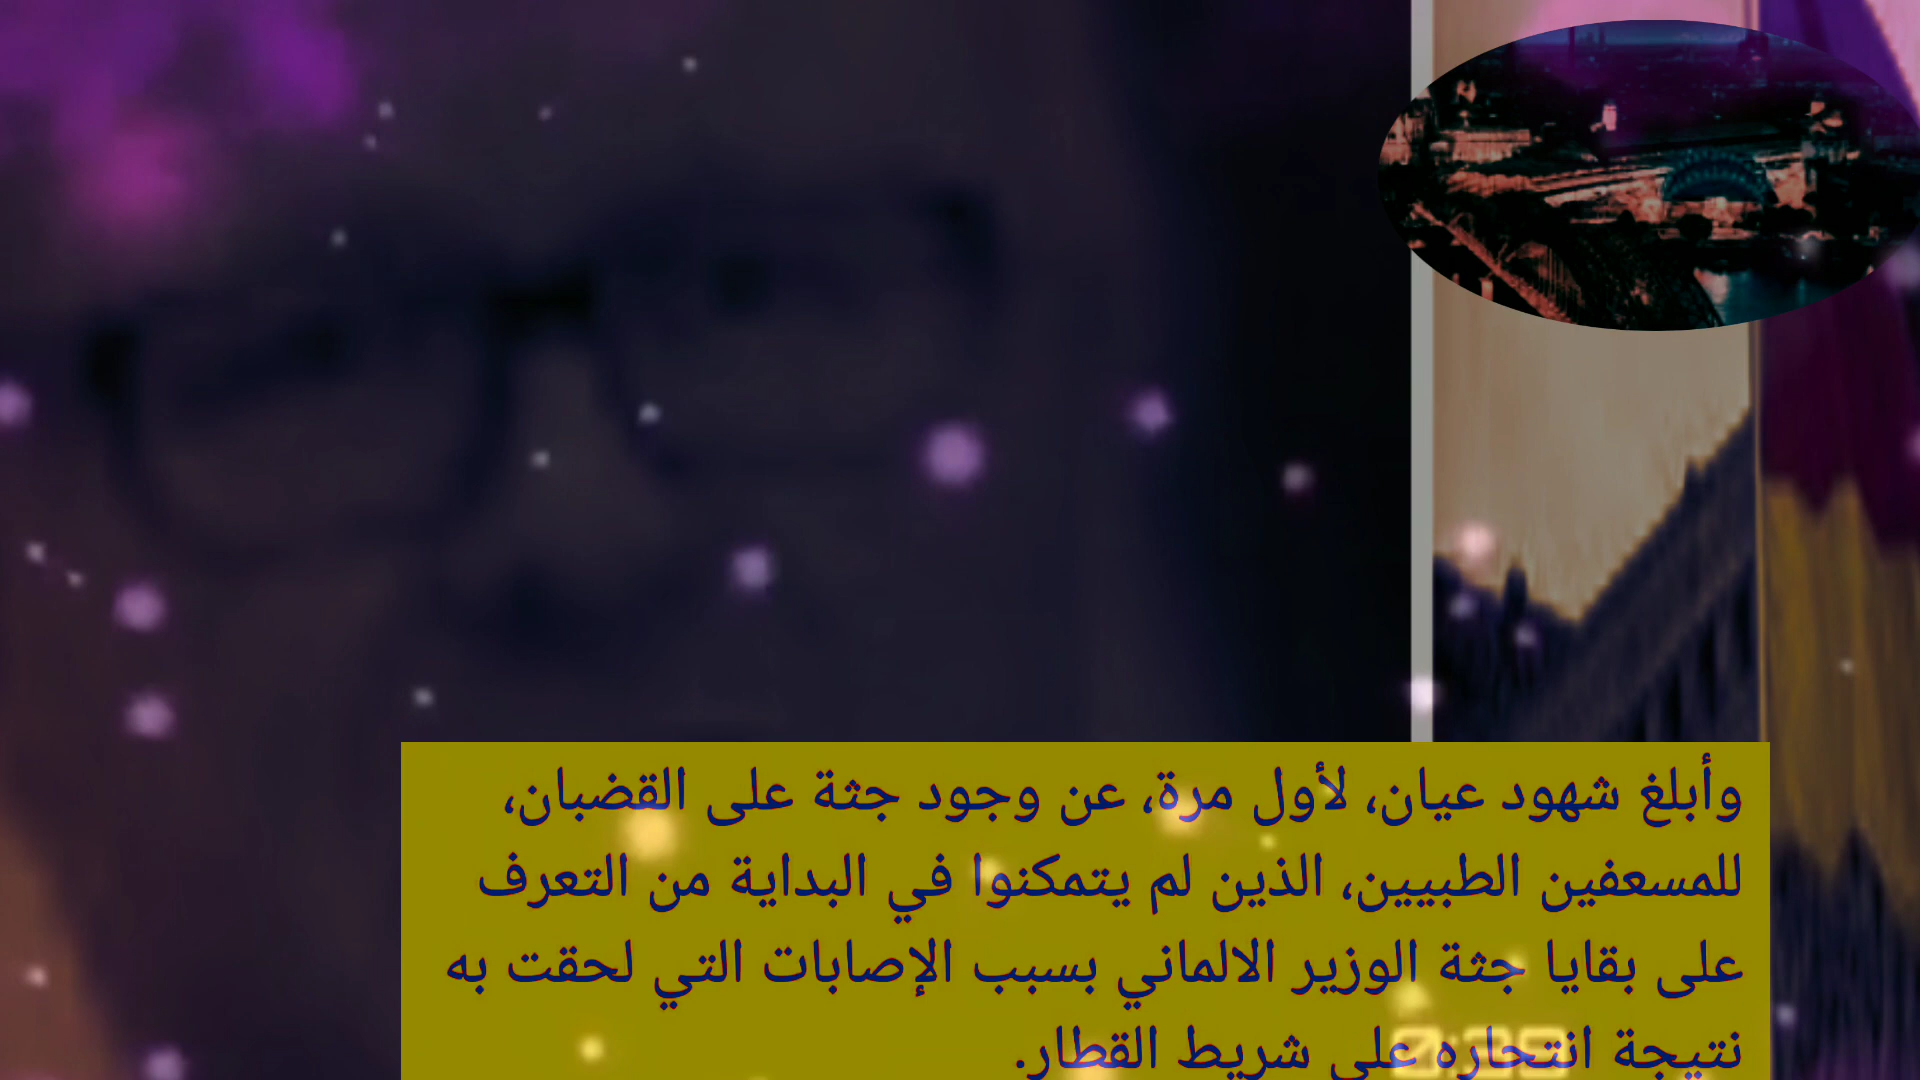 وأبلغ شهود عيان، لأول مرة، عن وجود جثة على القضبان،
للمسعفين الطبيين، الذين لم يتمكنوا في البداية من التعرف
على بقايا جثة الوزير الالماني بسبب الإصابات التي لحقت به
نتيجة انتحاره على شريط القطار.